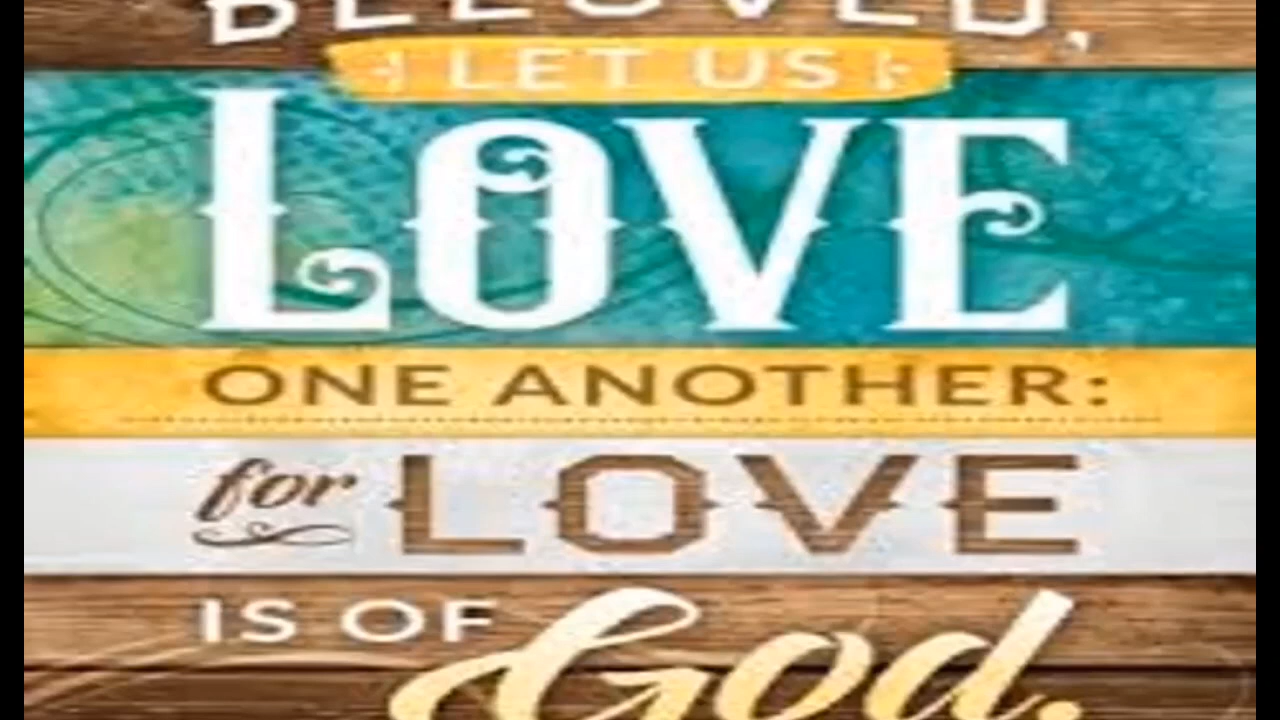 BELOVED,
LET US
LOVE
ONE ANOTHER:
for LOVE
IS OF God.